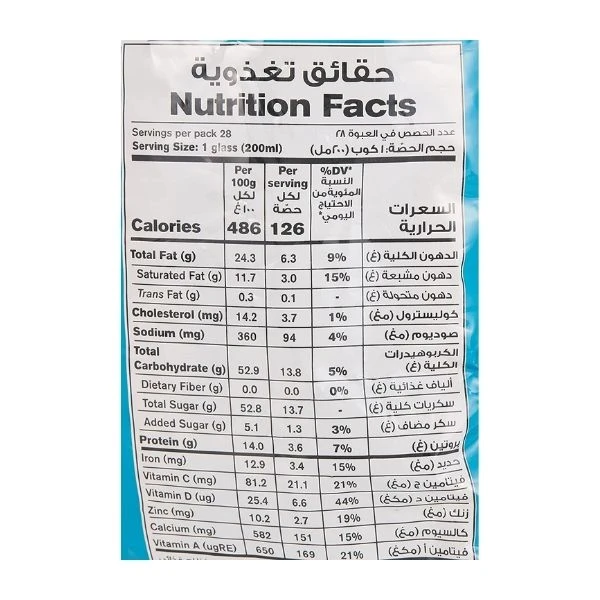 حقائق تغذوية
Nutrition Facts
Servings per pack 28 عدد الحصص في العبوة ٢٨
Serving Size: 1 glass (200ml) حجم الحصّة: ١ كوب (٢٠٠مل)
Per 100g لكل ١٠٠غ Per serving لكل حصّة %DV* النسبة المئوية من الاحتياج اليومي*
Calories 486 126 السعرات الحرارية
Total Fat (g) 24.3 6.3 9% الدهون الكلية (غ)
Saturated Fat (g) 11.7 3.0 15% دهون مشبعة (غ)
Trans Fat (g) 0.3 0.1 - دهون متحولة (غ)
Cholesterol (mg) 14.2 3.7 1% كوليسترول (مغ)
Sodium (mg) 360 94 4% صوديوم (مغ)
Total Carbohydrate (g) 52.9 13.8 5% الكربوهيدرات الكلية (غ)
Dietary Fiber (g) 0.0 0.0 0% ألياف غذائية (غ)
Total Sugar (g) 52.8 13.7 - سكريات كلية (غ)
Added Sugar (g) 5.1 1.3 3% سكر مضاف (غ)
Protein (g) 14.0 3.6 7% بروتين (غ)
Iron (mg) 12.9 3.4 15% حديد (مغ)
Vitamin C (mg) 81.2 21.1 21% فيتامين ج (مغ)
Vitamin D (ug) 25.4 6.6 44% فيتامين د (مكغ)
Zinc (mg) 10.2 2.7 19% زنك (مغ)
Calcium (mg) 582 151 15% كالسيوم (مغ)
Vitamin A (ugRE) 650 169 21% فيتامين أ (مكغ)